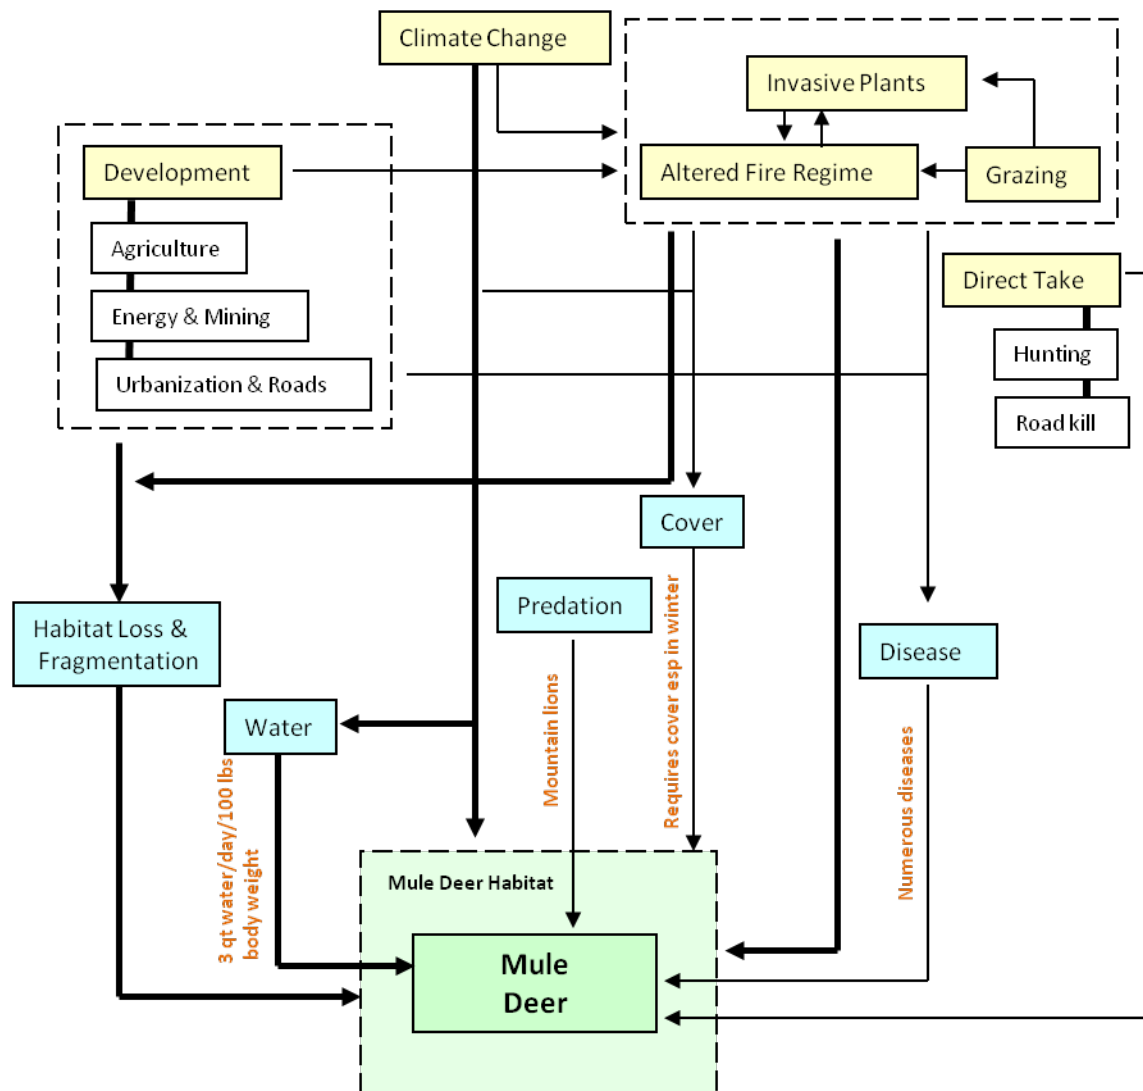 Climate Change
Invasive Plants
Development
Altered Fire Regime
Grazing
Agriculture
Direct Take
Energy & Mining
Hunting
Urbanization & Roads
Road kill
Cover
Predation
Habitat Loss &
Fragmentation
Disease
Water
Mountain lions
Requires cover esp in winter
Numerous diseases
3 qt water/day/100 lbs
body weight
Mule Deer Habitat
Mule
Deer